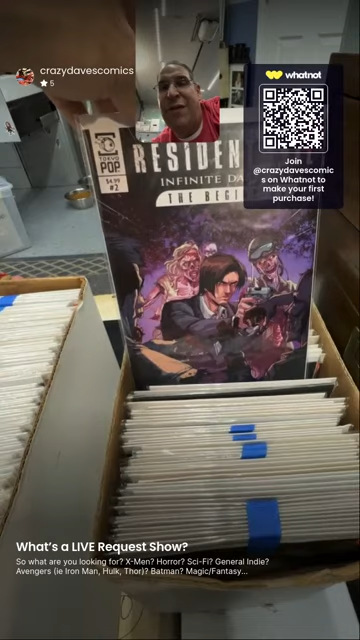 crazydavescomics
★ 5
whatnot
Join
@crazydavescomic
s on Whatnot to
make your first
purchase!
TOKYO
POP
$4.99
#2
RESIDEN
INFINITE DA
THE BEGI
What's a LIVE Request Show?
So what are you looking for? X-Men? Horror? Sci-Fi? General Indie?
Avengers (ie Iron Man, Hulk, Thor)? Batman? Magic/Fantasy...